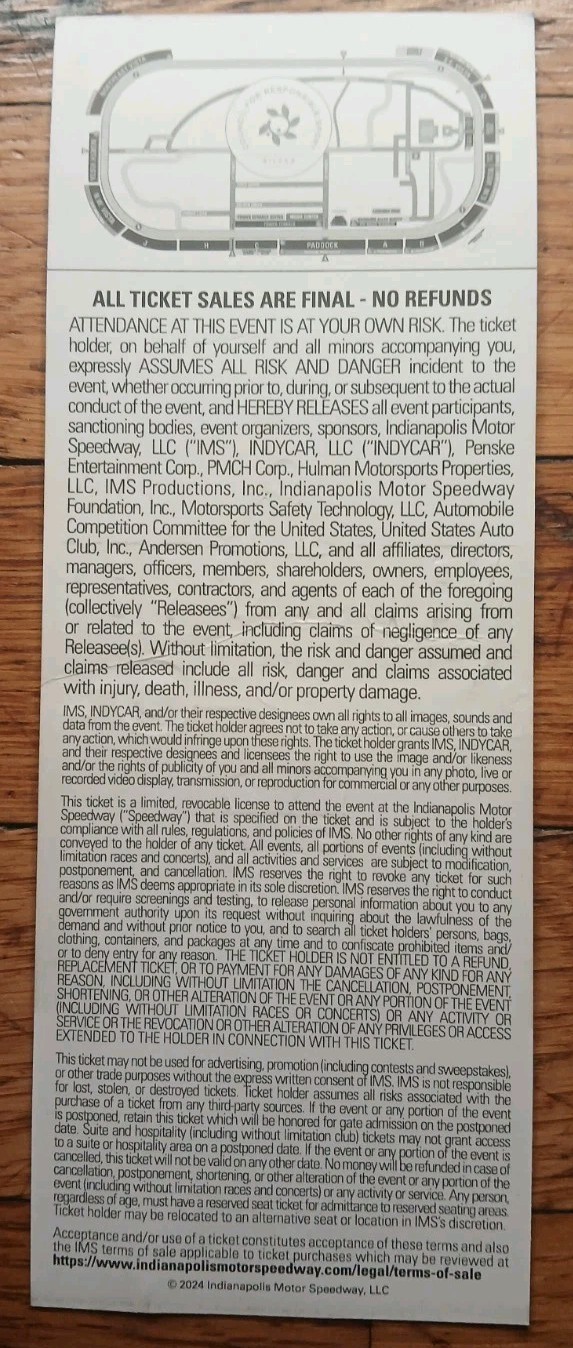 J
H
C
PADDOCK
A
B
E
ALL TICKET SALES ARE FINAL - NO REFUNDS
ATTENDANCE AT THIS EVENT IS AT YOUR OWN RISK. The ticket
holder, on behalf of yourself and all minors accompanying you,
expressly ASSUMES ALL RISK AND DANGER incident to the
event, whether occurring prior to, during, or subsequent to the actual
conduct of the event, and HEREBY RELEASES all event participants,
sanctioning bodies, event organizers, sponsors, Indianapolis Motor
Speedway, LLC ("IMS"), INDYCAR, LLC ("INDYCAR"), Penske
Entertainment Corp., PMCH Corp., Hulman Motorsports Properties,
LLC, IMS Productions, Inc., Indianapolis Motor Speedway
Foundation, Inc., Motorsports Safety Technology, LLC, Automobile
Competition Committee for the United States, United States Auto
Club, Inc., Andersen Promotions, LLC, and all affiliates, directors,
managers, officers, members, shareholders, owners, employees,
representatives, contractors, and agents of each of the foregoing
(collectively "Releasees") from any and all claims arising from
or related to the event, including claims of negligence of any
Releasee(s). Without limitation, the risk and danger assumed and
claims released include all risk, danger and claims associated
with injury, death, illness, and/or property damage.
IMS, INDYCAR, and/or their respective designees own all rights to all images, sounds and
data from the event. The ticket holder agrees not to take any action, or cause others to take
any action, which would infringe upon these rights. The ticket holder grants IMS, INDYCAR,
and their respective designees and licensees the right to use the image and/or likeness
and/or the rights of publicity of you and all minors accompanying you in any photo, live or
recorded video display, transmission, or reproduction for commercial or any other purposes.
This ticket is a limited, revocable license to attend the event at the Indianapolis Motor
Speedway ("Speedway") that is specified on the ticket and is subject to the holder's
compliance with all rules, regulations, and policies of IMS. No other rights of any kind are
conveyed to the holder of any ticket. All events, all portions of events (including without
limitation races and concerts), and all activities and services are subject to modification,
postponement, and cancellation. IMS reserves the right to revoke any ticket for such
reasons as IMS deems appropriate in its sole discretion. IMS reserves the right to conduct
and/or require screenings and testing, to release personal information about you to any
government authority upon its request without inquiring about the lawfulness of the
demand and without prior notice to you, and to search all ticket holders' persons, bags,
clothing, containers, and packages at any time and to confiscate prohibited items and/
or to deny entry for any reason. THE TICKET HOLDER IS NOT ENTITLED TO A REFUND,
REPLACEMENT TICKET, OR TO PAYMENT FOR ANY DAMAGES OF ANY KIND FOR ANY
REASON, INCLUDING WITHOUT LIMITATION THE CANCELLATION, POSTPONEMENT,
SHORTENING, OR OTHER ALTERATION OF THE EVENT OR ANY PORTION OF THE EVENT
(INCLUDING WITHOUT LIMITATION RACES OR CONCERTS) OR ANY ACTIVITY OR
SERVICE OR THE REVOCATION OR OTHER ALTERATION OF ANY PRIVILEGES OR ACCESS
EXTENDED TO THE HOLDER IN CONNECTION WITH THIS TICKET.
This ticket may not be used for advertising, promotion (including contests and sweepstakes),
or other trade purposes without the express written consent of IMS. IMS is not responsible
for lost, stolen, or destroyed tickets. Ticket holder assumes all risks associated with the
purchase of a ticket from any third-party sources. If the event or any portion of the event
is postponed, retain this ticket which will be honored for gate admission on the postponed
date. Suite and hospitality (including without limitation club) tickets may not grant access
to a suite or hospitality area on a postponed date. If the event or any portion of the event is
cancelled, this ticket will not be valid on any other date. No money will be refunded in case of
cancellation, postponement, shortening, or other alteration of the event or any portion of the
event (including without limitation races and concerts) or any activity or service. Any person,
regardless of age, must have a reserved seat ticket for admittance to reserved seating areas.
Ticket holder may be relocated to an alternative seat or location in IMS's discretion.
Acceptance and/or use of a ticket constitutes acceptance of these terms and also
the IMS terms of sale applicable to ticket purchases which may be reviewed at
https://www.indianapolismotorspeedway.com/legal/terms-of-sale
© 2024 Indianapolis Motor Speedway, LLC